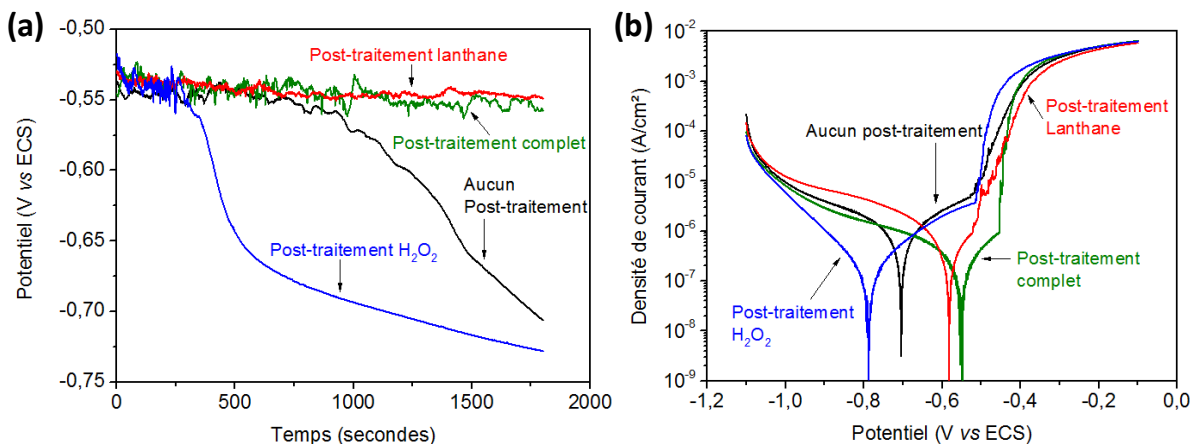 (a)
-0,50
-0,55
-0,60
-0,65
-0,70
-0,75
Potentiel (V vs ECS)
0
500
1000
1500
2000
Temps (secondes)
Post-traitement lanthane
Post-traitement complet
Aucun
Post-traitement
Post-traitement H₂O₂
(b)
10⁻²
10⁻³
10⁻⁴
10⁻⁵
10⁻⁶
10⁻⁷
10⁻⁸
10⁻⁹
Densité de courant (A/cm²)
-1,2
-1,0
-0,8
-0,6
-0,4
-0,2
0,0
Potentiel (V vs ECS)
Aucun post-traitement
Post-traitement
Lanthane
Post-traitement
complet
Post-traitement
H₂O₂